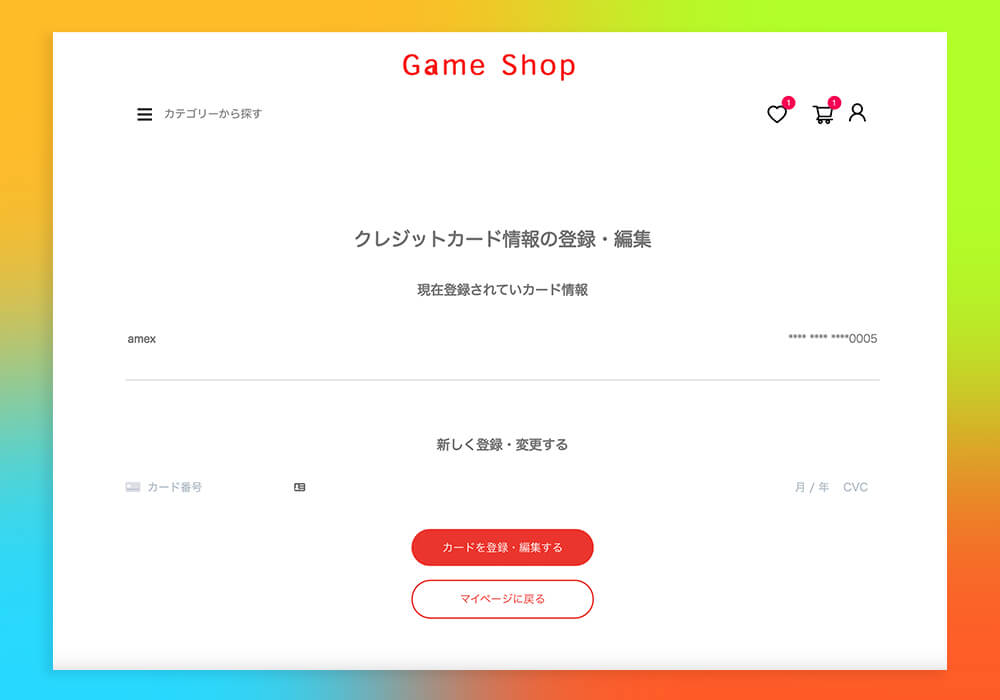 Game Shop
カテゴリーから探す
1
1
クレジットカード情報の登録・編集
現在登録されていカード情報
amex
**** **** ****0005
新しく登録・変更する
カード番号
月 / 年 CVC
カードを登録・編集する
マイページに戻る